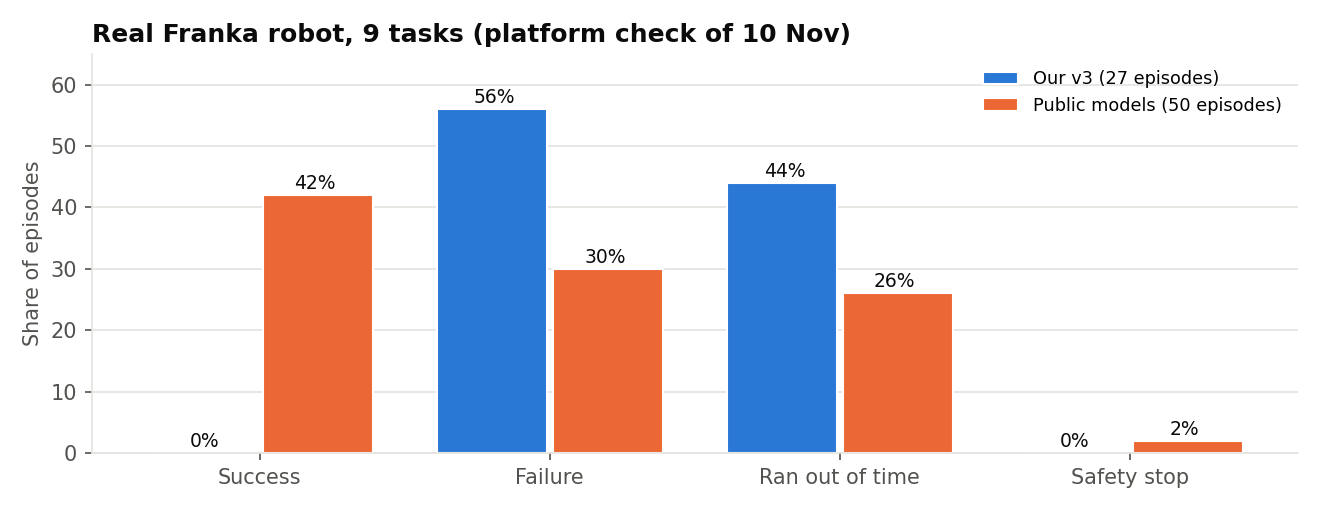 Real Franka robot, 9 tasks (platform check of 10 Nov)
Our v3 (27 episodes)
Public models (50 episodes)
Share of episodes
60
50
40
30
20
10
0
0%
42%
56%
30%
44%
26%
0%
2%
Success
Failure
Ran out of time
Safety stop